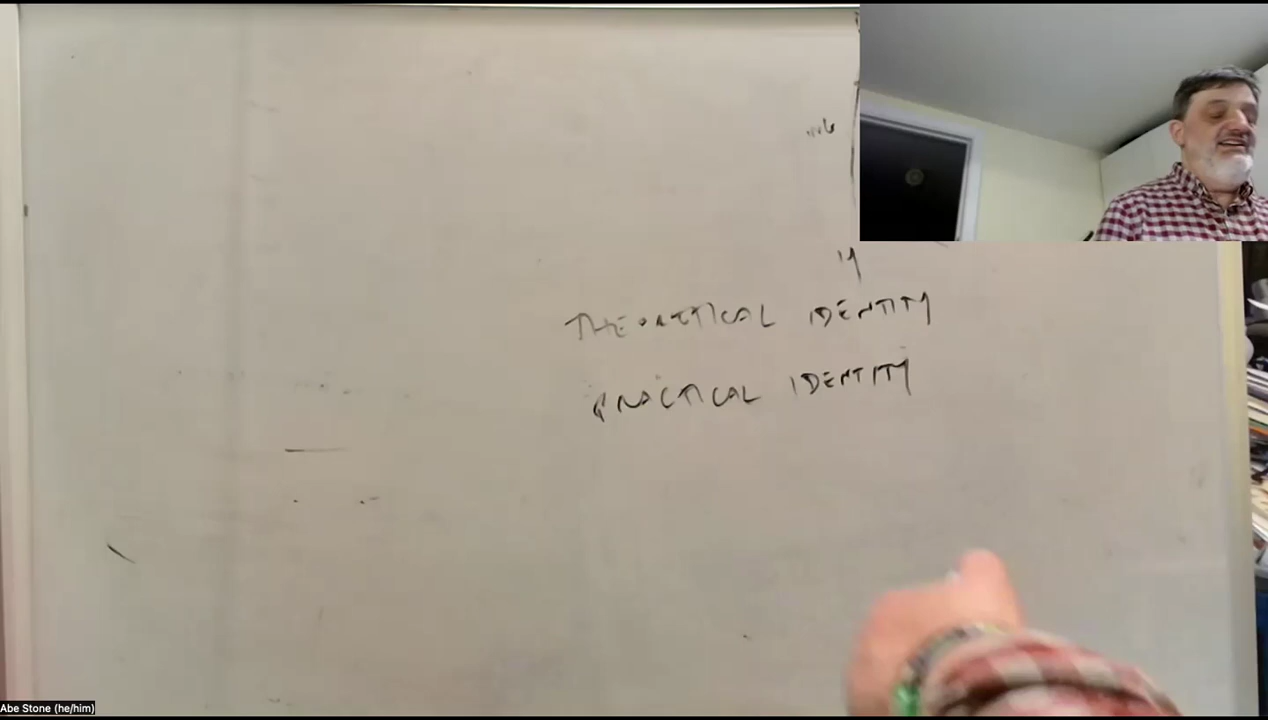 THEORETICAL IDENTITY
PRACTICAL IDENTITY
Abe Stone (he/him)